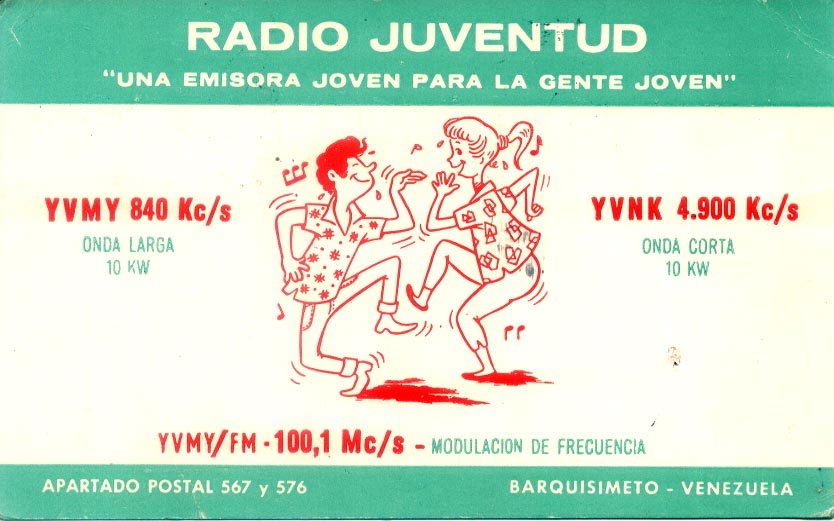 RADIO JUVENTUD
"UNA EMISORA JOVEN PARA LA GENTE JOVEN"
YVMY 840 Kc/s
ONDA LARGA
10 KW
YVNK 4.900 Kc/s
ONDA CORTA
10 KW
YVMY/FM - 100,1 Mc/s - MODULACION DE FRECUENCIA
APARTADO POSTAL 567 y 576
BARQUISIMETO - VENEZUELA